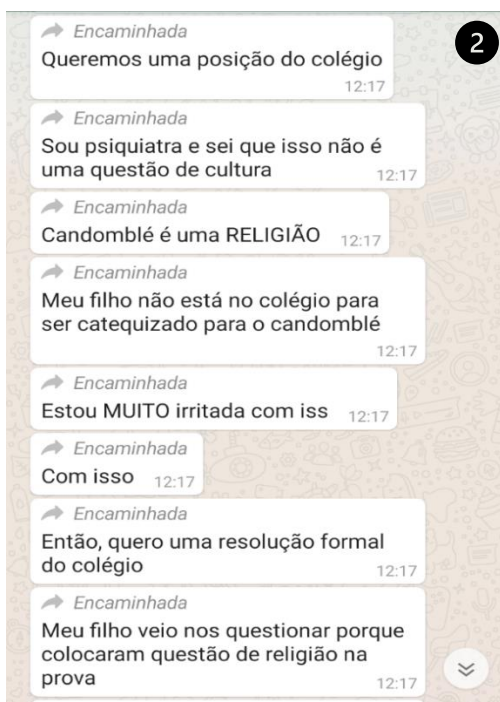 Encaminhada
2
Queremos uma posição do colégio
12:17
Encaminhada
Sou psiquiatra e sei que isso não é
uma questão de cultura 12:17
Encaminhada
Candomblé é uma RELIGIÃO 12:17
Encaminhada
Meu filho não está no colégio para
ser catequizado para o candomblé
12:17
Encaminhada
Estou MUITO irritada com iss 12:17
Encaminhada
Com isso 12:17
Encaminhada
Então, quero uma resolução formal
do colégio 12:17
Encaminhada
Meu filho veio nos questionar porque
colocaram questão de religião na
prova 12:17